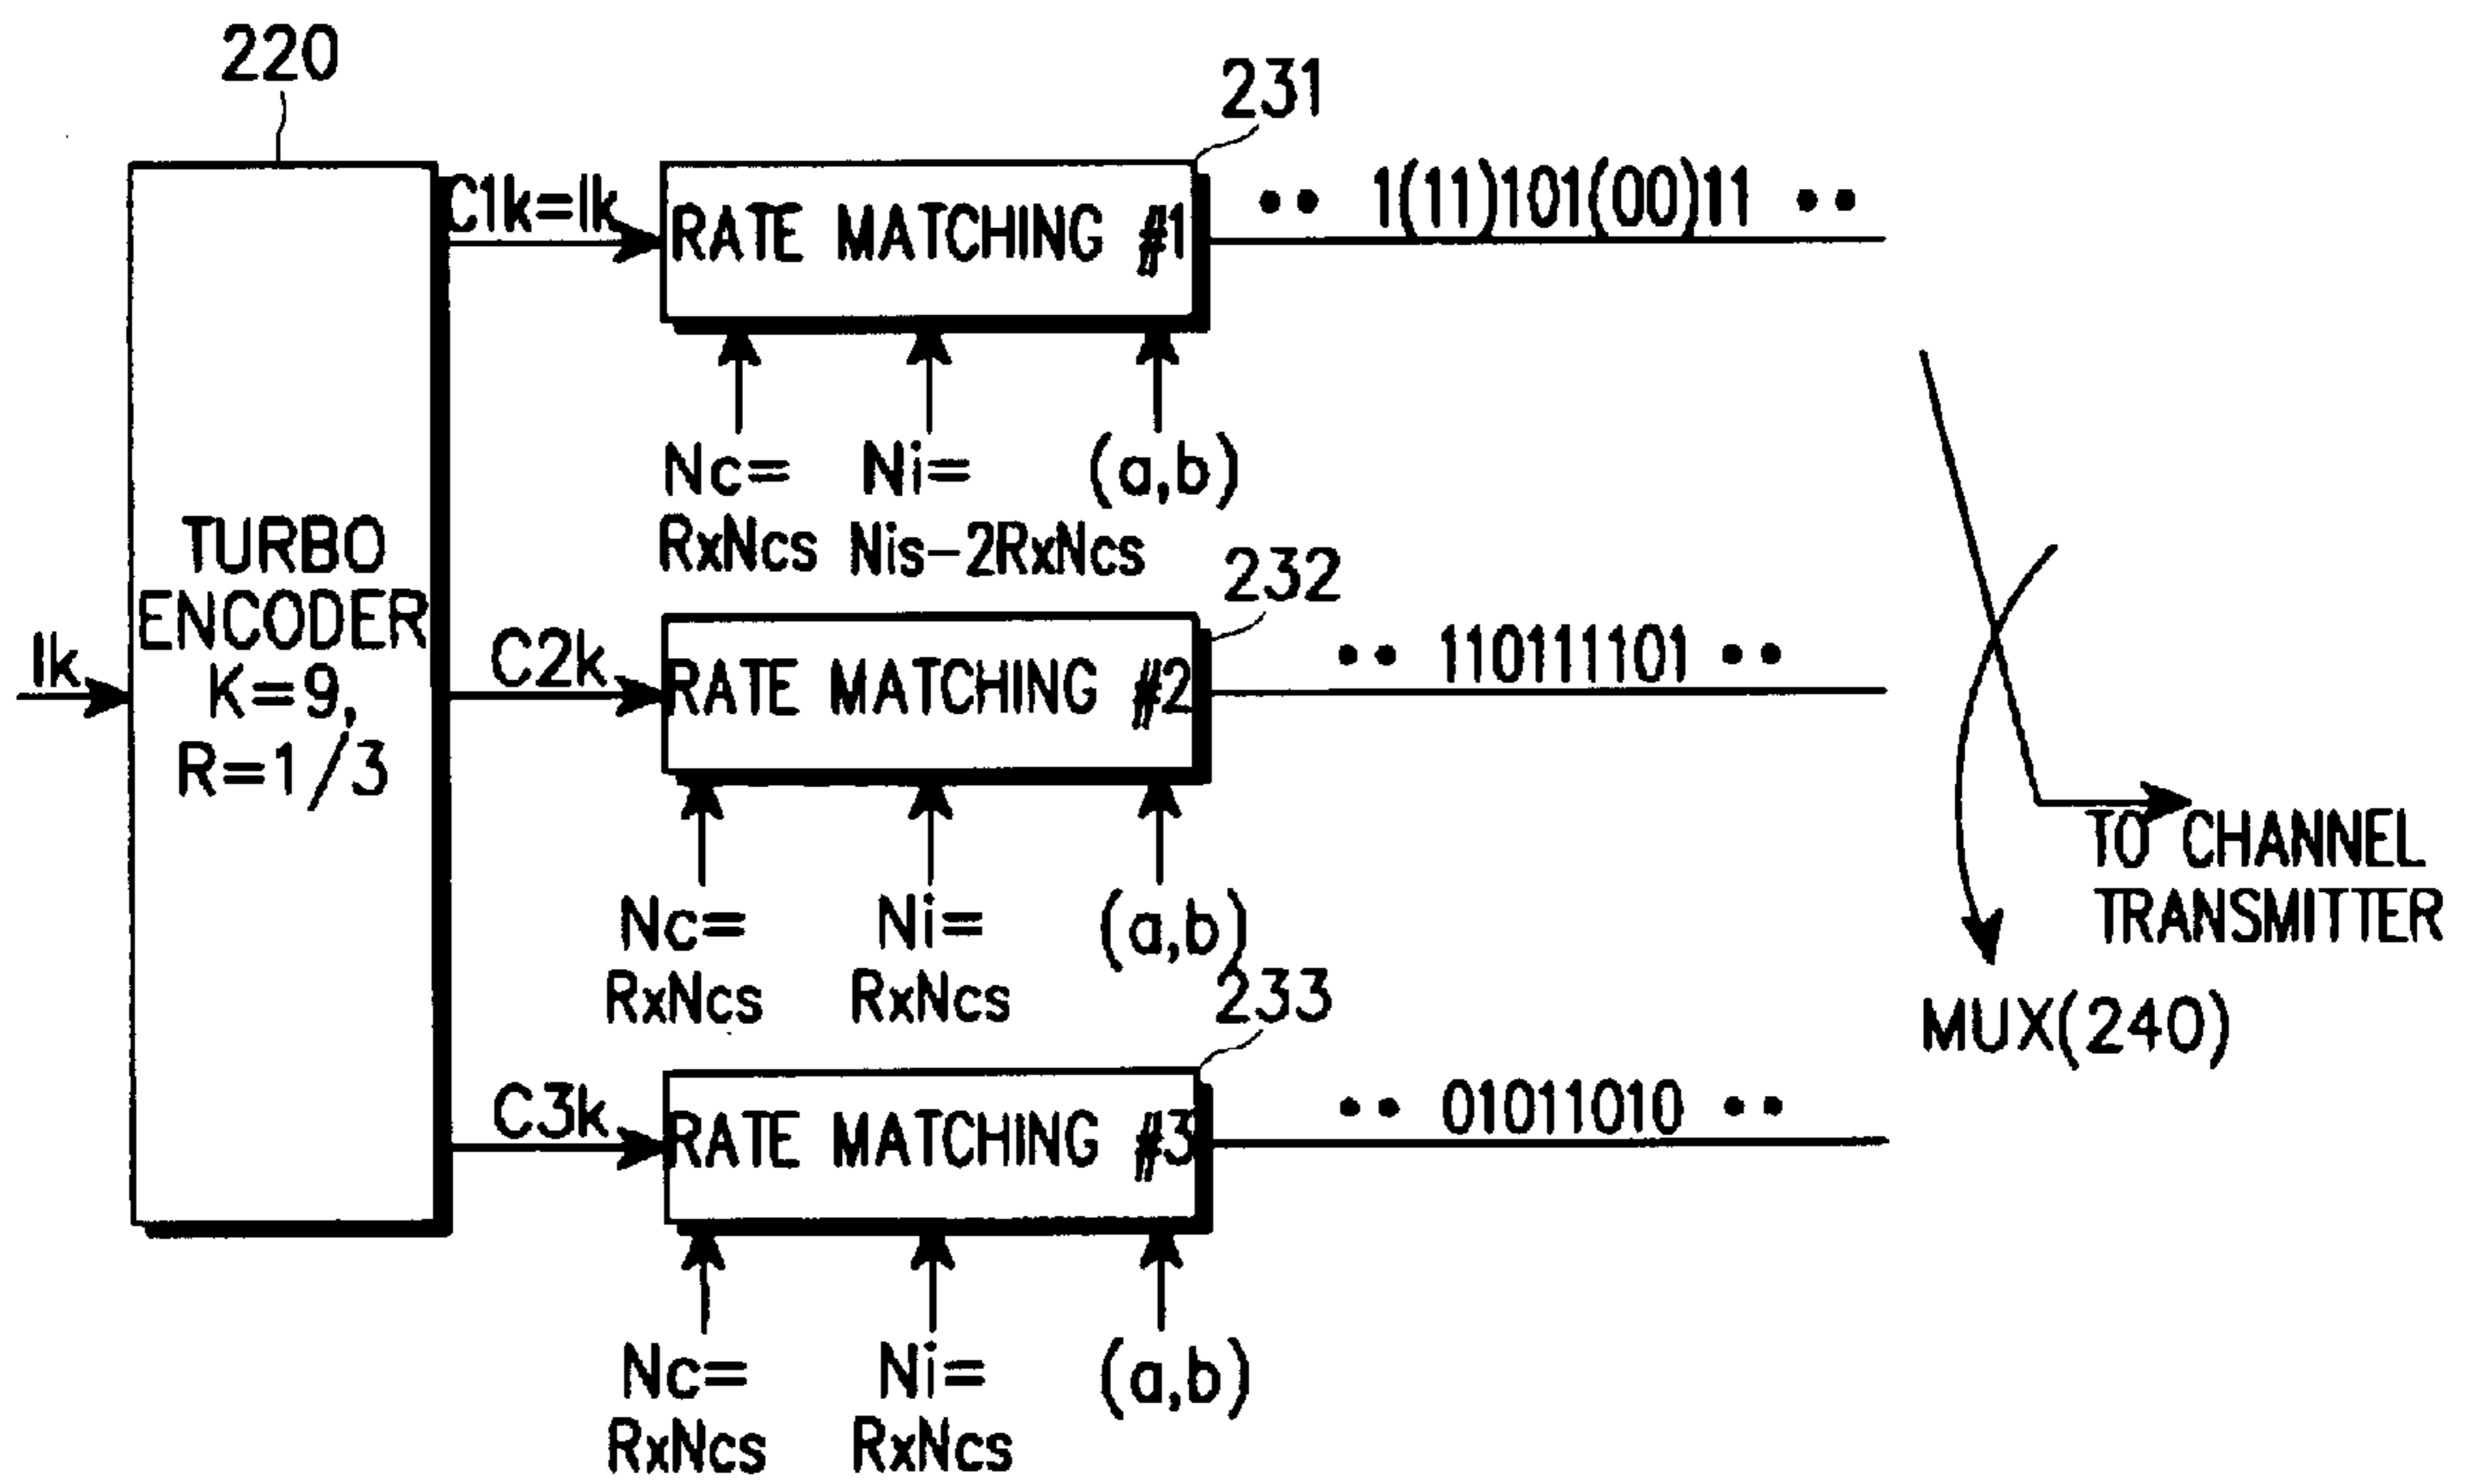 220
231
C1k=Ik
RATE MATCHING #1
•• 1(11)101(00)11 ••
Nc=
RxNcs
Ni=
Nis-2RxNcs
(a,b)
TURBO
ENCODER
K=9,
R=1/3
Ik
232
C2k
RATE MATCHING #2
•• 110111101 ••
Nc=
RxNcs
Ni=
RxNcs
(a,b)
TO CHANNEL
TRANSMITTER
MUX(240)
233
C3k
RATE MATCHING #3
•• 01011010 ••
Nc=
RxNcs
Ni=
RxNcs
(a,b)